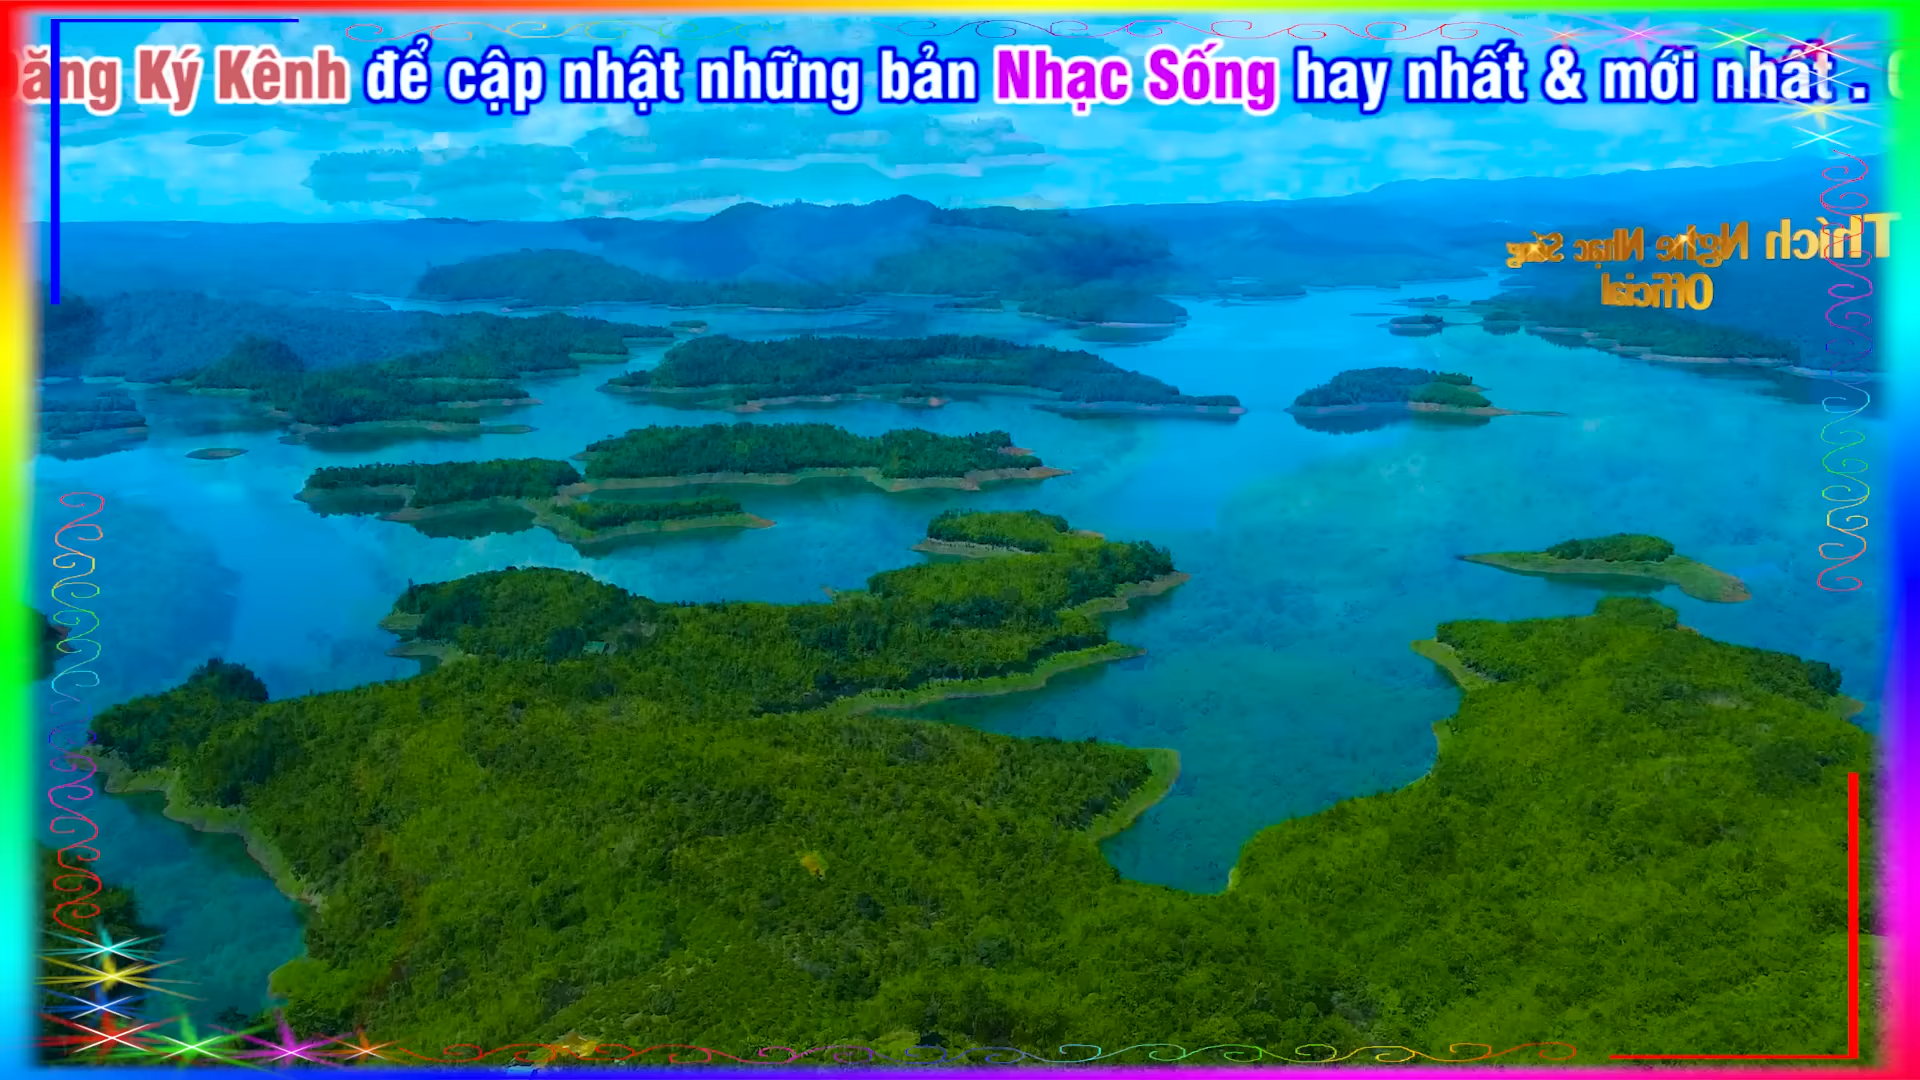 ăng Ký Kênh để cập nhật những bản Nhạc Sống hay nhất & mới nhất .
Thích Nghe Nhạc Sống
Official